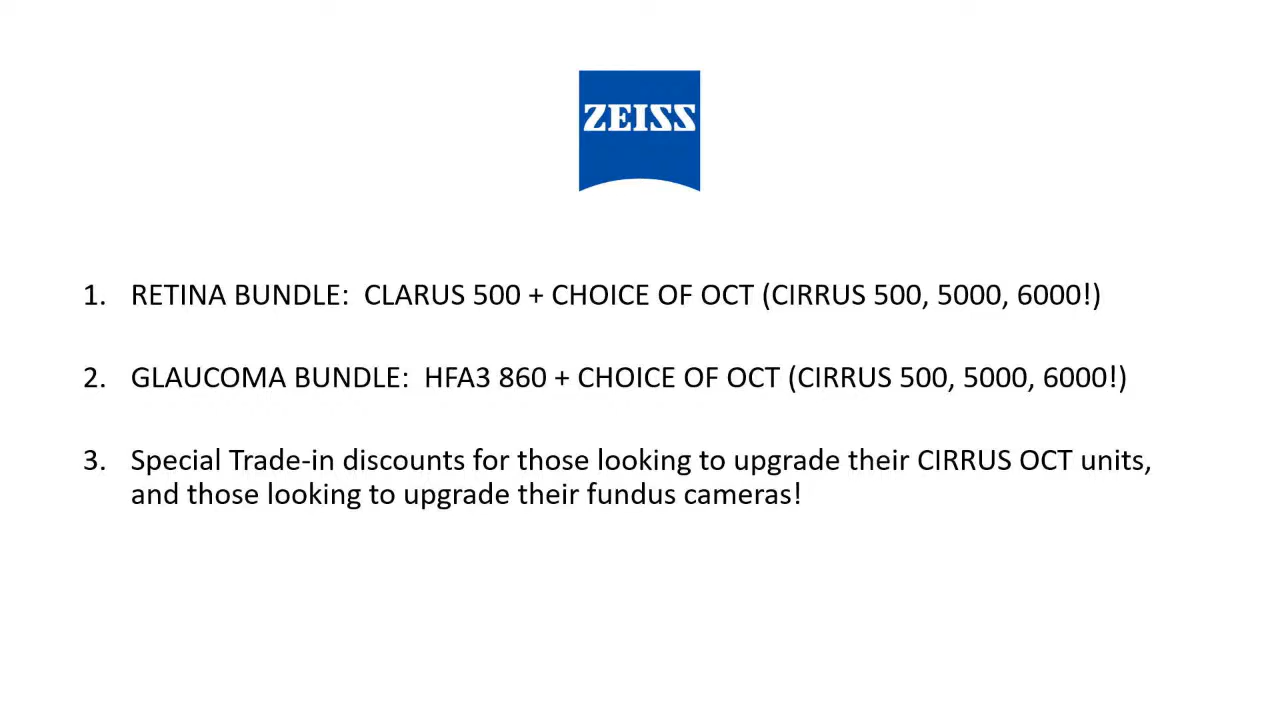 ZEISS
1. RETINA BUNDLE: CLARUS 500 + CHOICE OF OCT (CIRRUS 500, 5000, 6000!)
2. GLAUCOMA BUNDLE: HFA3 860 + CHOICE OF OCT (CIRRUS 500, 5000, 6000!)
3. Special Trade-in discounts for those looking to upgrade their CIRRUS OCT units,
and those looking to upgrade their fundus cameras!